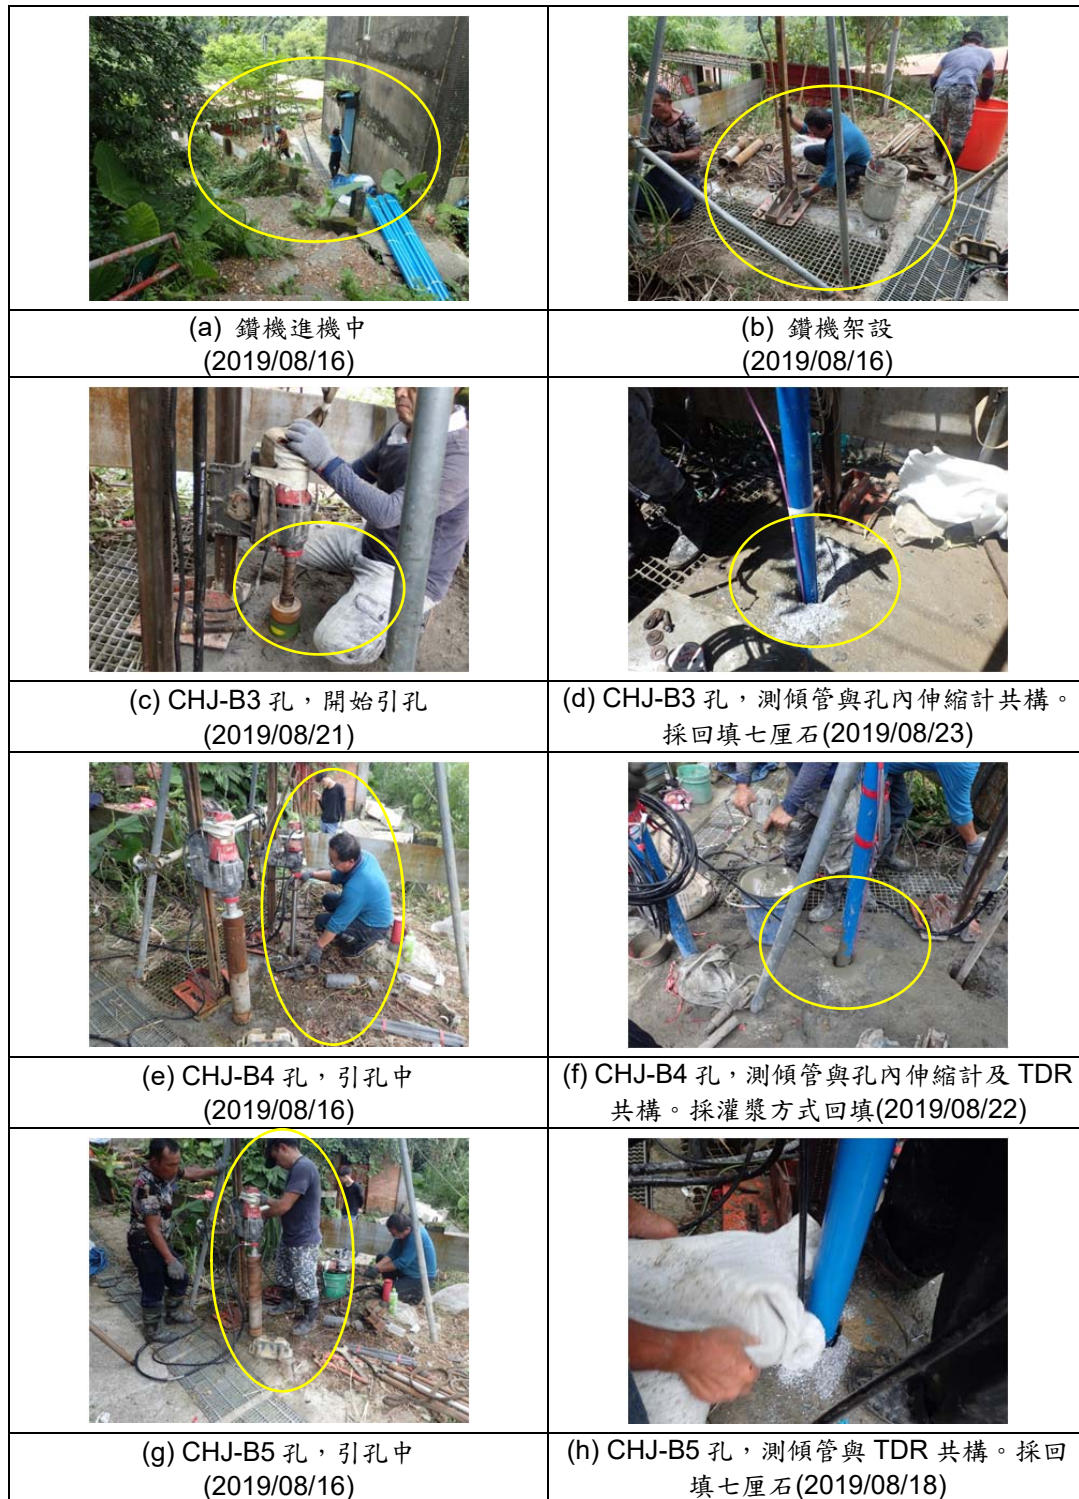 (a) 鑽機進機中
(2019/08/16)
(b) 鑽機架設
(2019/08/16)
(c) CHJ-B3 孔，開始引孔
(2019/08/21)
(d) CHJ-B3 孔，測傾管與孔內伸縮計共構。
採回填七厘石(2019/08/23)
(e) CHJ-B4 孔，引孔中
(2019/08/16)
(f) CHJ-B4 孔，測傾管與孔內伸縮計及 TDR
共構。採灌漿方式回填(2019/08/22)
(g) CHJ-B5 孔，引孔中
(2019/08/16)
(h) CHJ-B5 孔，測傾管與 TDR 共構。採回
填七厘石(2019/08/18)